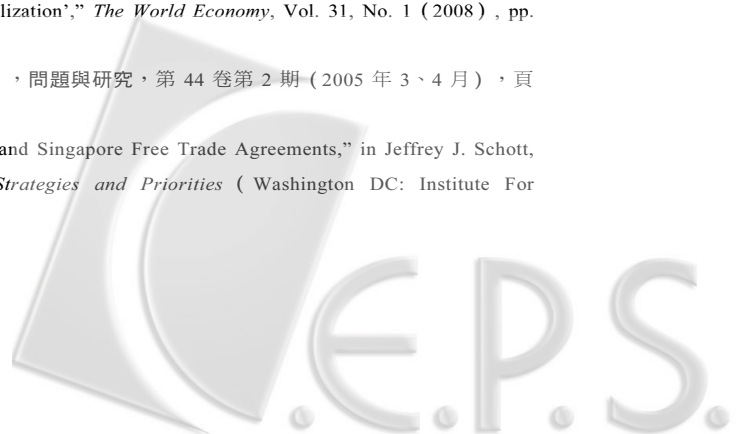 lization’,” The World Economy, Vol. 31, No. 1（2008）, pp.
，問題與研究，第 44 卷第 2 期（2005 年 3、4 月），頁
and Singapore Free Trade Agreements,” in Jeffrey J. Schott,
Strategies and Priorities（Washington DC: Institute For
C.E.P.S.